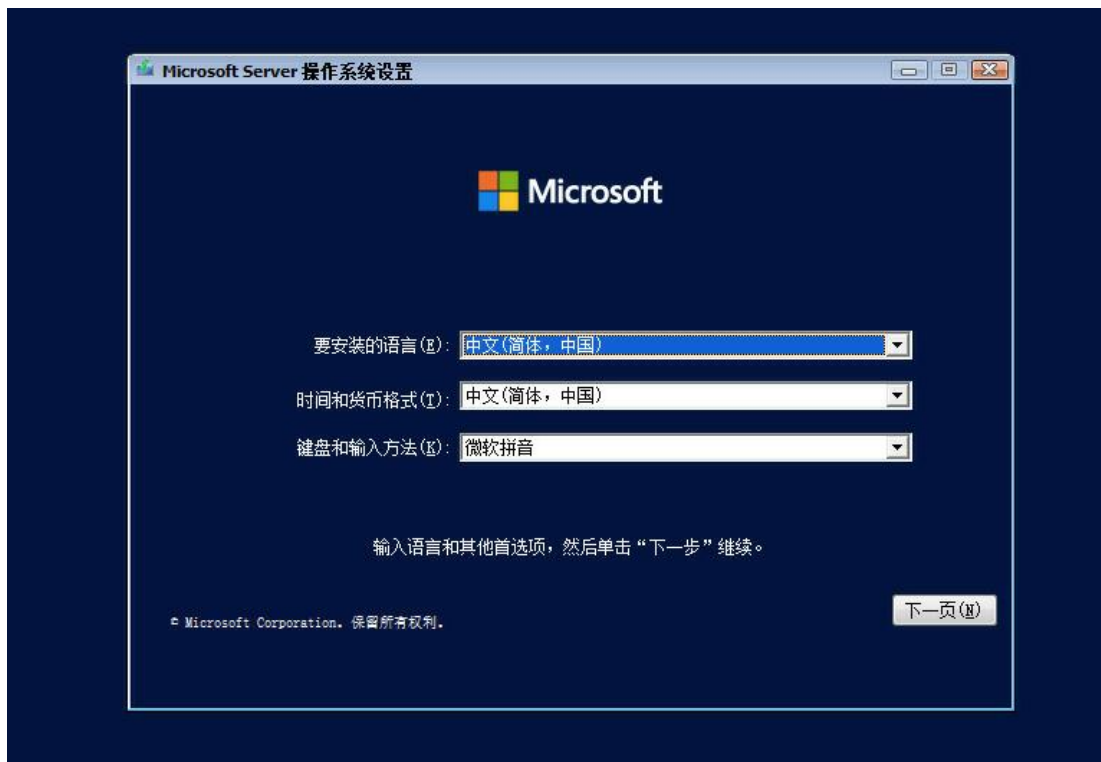 Microsoft Server 操作系统设置
Microsoft
要安装的语言(E): 中文(简体，中国)
时间和货币格式(T): 中文(简体，中国)
键盘和输入方法(K): 微软拼音
输入语言和其他首选项，然后单击“下一步”继续。
下一页(N)
© Microsoft Corporation. 保留所有权利.